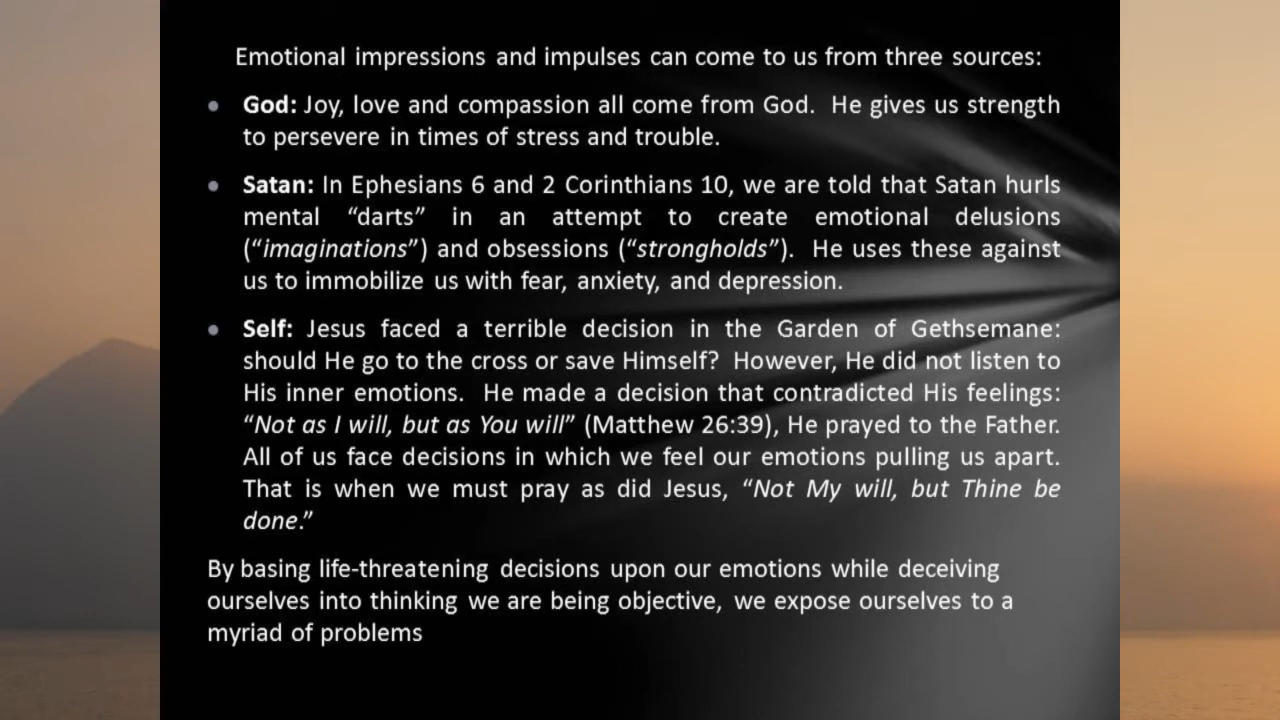 Emotional impressions and impulses can come to us from three sources:
• God: Joy, love and compassion all come from God. He gives us strength
to persevere in times of stress and trouble.
• Satan: In Ephesians 6 and 2 Corinthians 10, we are told that Satan hurls
mental “darts” in an attempt to create emotional delusions
(“imaginations”) and obsessions (“strongholds”). He uses these against
us to immobilize us with fear, anxiety, and depression.
• Self: Jesus faced a terrible decision in the Garden of Gethsemane:
should He go to the cross or save Himself? However, He did not listen to
His inner emotions. He made a decision that contradicted His feelings:
“Not as I will, but as You will” (Matthew 26:39), He prayed to the Father.
All of us face decisions in which we feel our emotions pulling us apart.
That is when we must pray as did Jesus, “Not My will, but Thine be
done.”
By basing life-threatening decisions upon our emotions while deceiving
ourselves into thinking we are being objective, we expose ourselves to a
myriad of problems